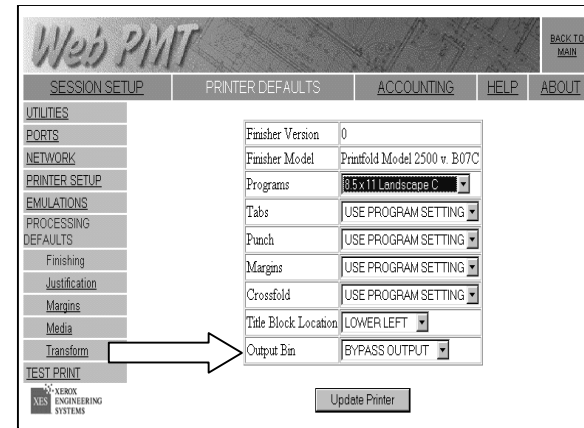 Web PMT
BACK TO
MAIN
SESSION SETUP PRINTER DEFAULTS ACCOUNTING HELP ABOUT
UTILITIES
PORTS
NETWORK
PRINTER SETUP
EMULATIONS
PROCESSING
DEFAULTS
Finishing
Justification
Margins
Media
Transform
TEST PRINT
XES XEROX
ENGINEERING
SYSTEMS
Finisher Version 0
Finisher Model Printfold Model 2500 v. B07C
Programs 8.5 x 11 Landscape C
Tabs USE PROGRAM SETTING
Punch USE PROGRAM SETTING
Margins USE PROGRAM SETTING
Crossfold USE PROGRAM SETTING
Title Block Location LOWER LEFT
Output Bin BYPASS OUTPUT
Update Printer